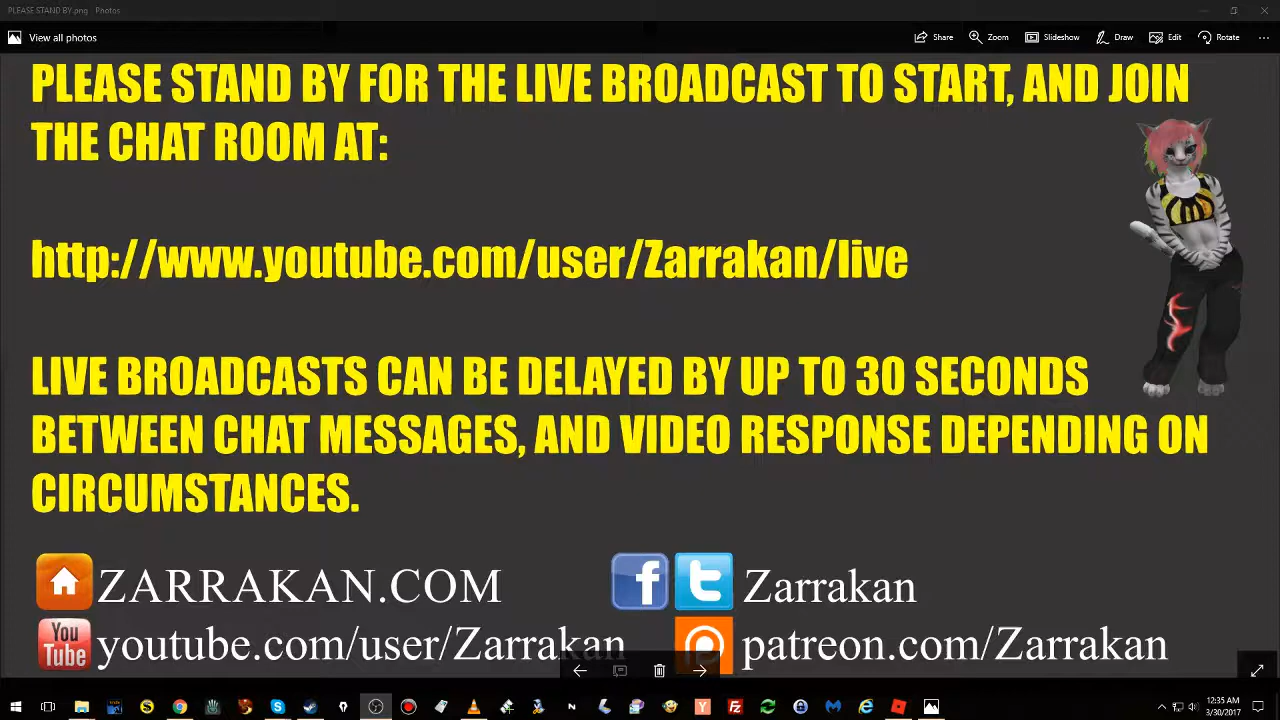 PLEASE STAND BY.png - Photos
View all photos
Share
Zoom
Slideshow
Draw
Edit
Rotate
PLEASE STAND BY FOR THE LIVE BROADCAST TO START, AND JOIN
THE CHAT ROOM AT:
http://www.youtube.com/user/Zarrakan/live
LIVE BROADCASTS CAN BE DELAYED BY UP TO 30 SECONDS
BETWEEN CHAT MESSAGES, AND VIDEO RESPONSE DEPENDING ON
CIRCUMSTANCES.
ZARRAKAN.COM
f t Zarrakan
You
Tube
youtube.com/user/Zarrakan
patreon.com/Zarrakan
12:35 AM
3/30/2017